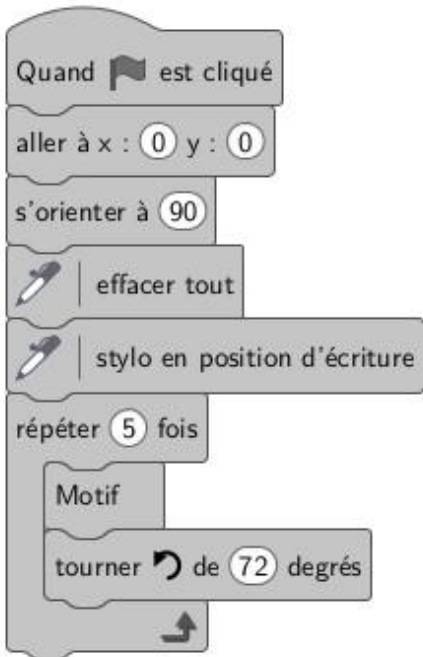 Quand est cliqué
aller à x : 0 y : 0
s'orienter à 90
effacer tout
stylo en position d'écriture
répéter 5 fois
Motif
tourner de 72 degrés